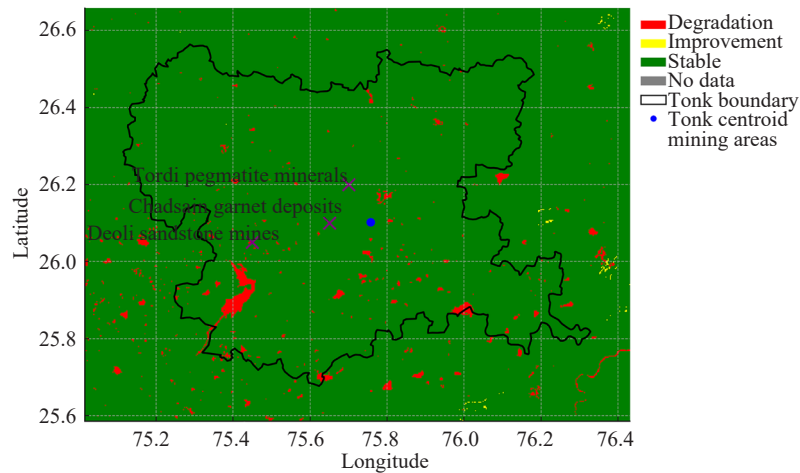 26.6
26.4
26.2
26.0
25.8
25.6
Latitude
Tordi pegmatite minerals
Chadsain garnet deposits
Deoli sandstone mines
75.2 75.4 75.6 75.8 76.0 76.2 76.4
Longitude
Degradation
Improvement
Stable
No data
Tonk boundary
Tonk centroid
mining areas